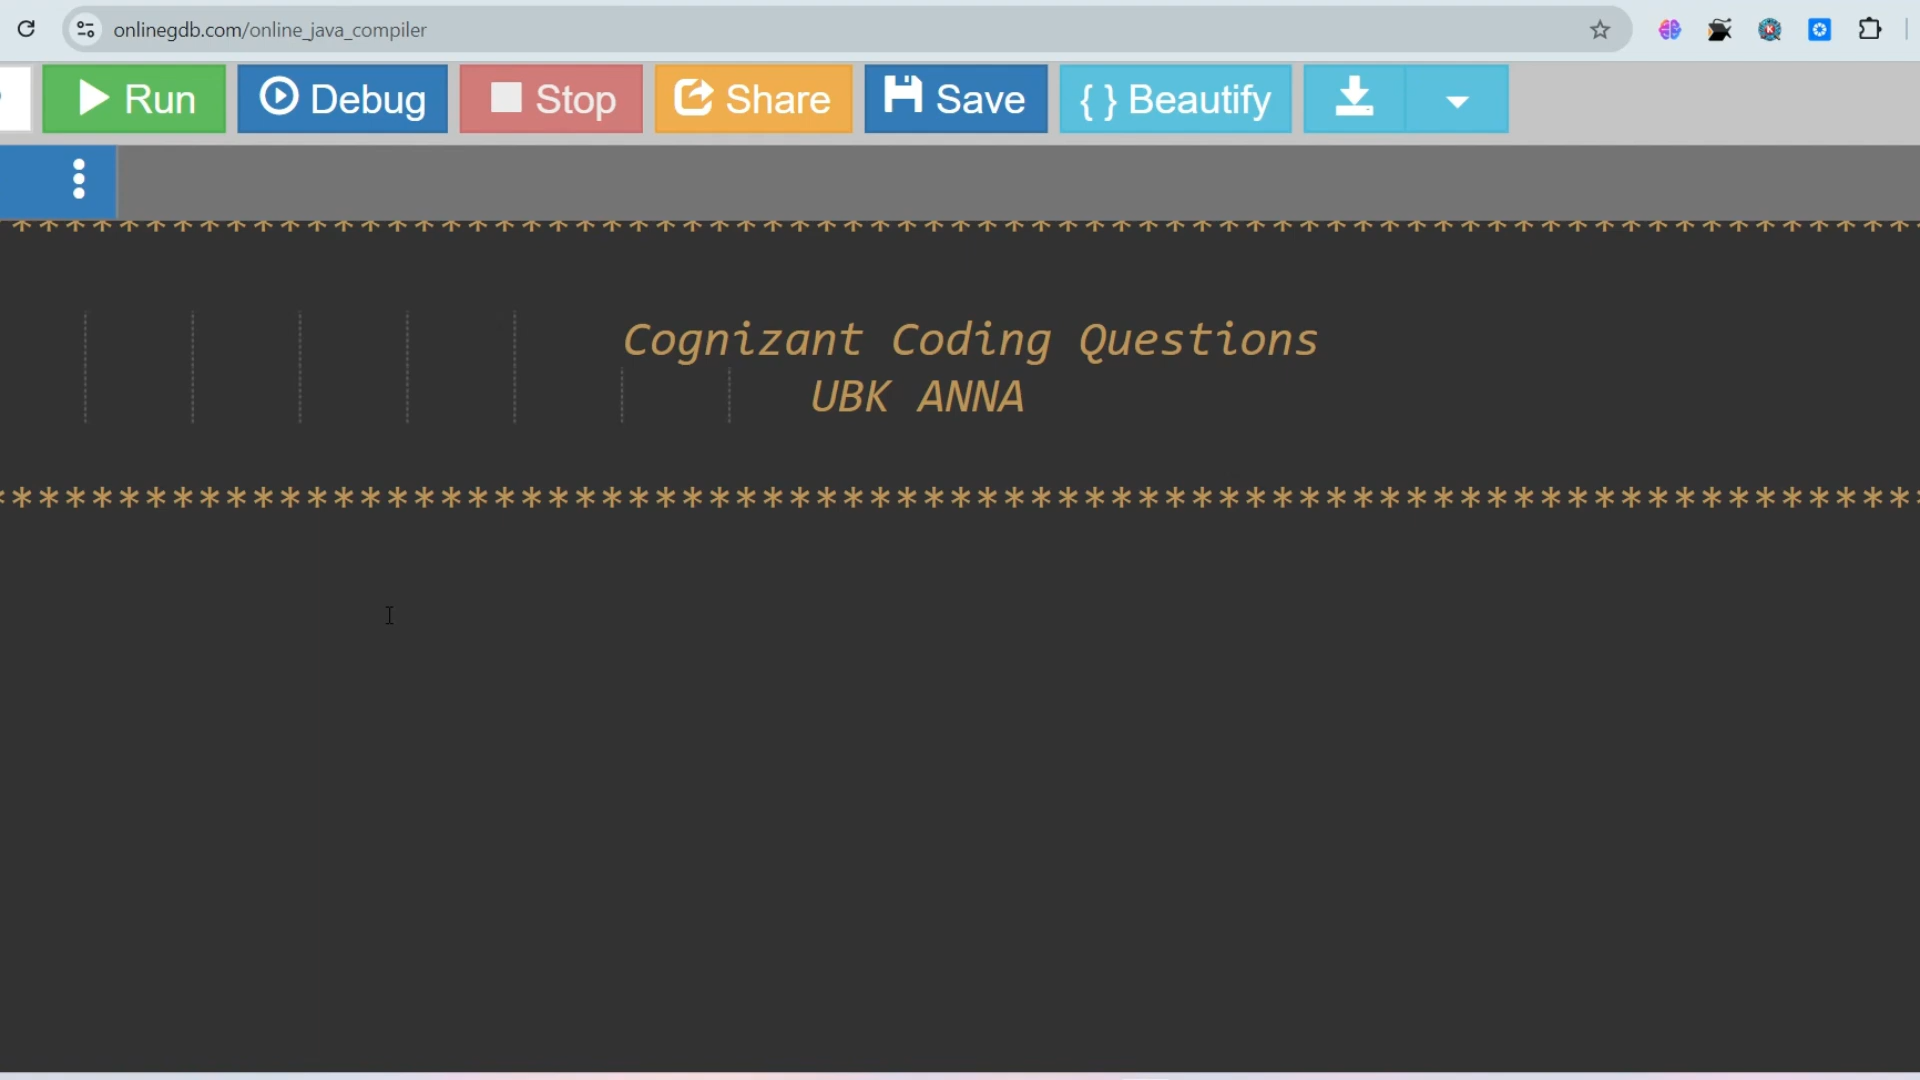 onlinegdb.com/online_java_compiler
Run
Debug
Stop
Share
Save
{ } Beautify
************************************************************************
Cognizant Coding Questions
UBK ANNA
************************************************************************